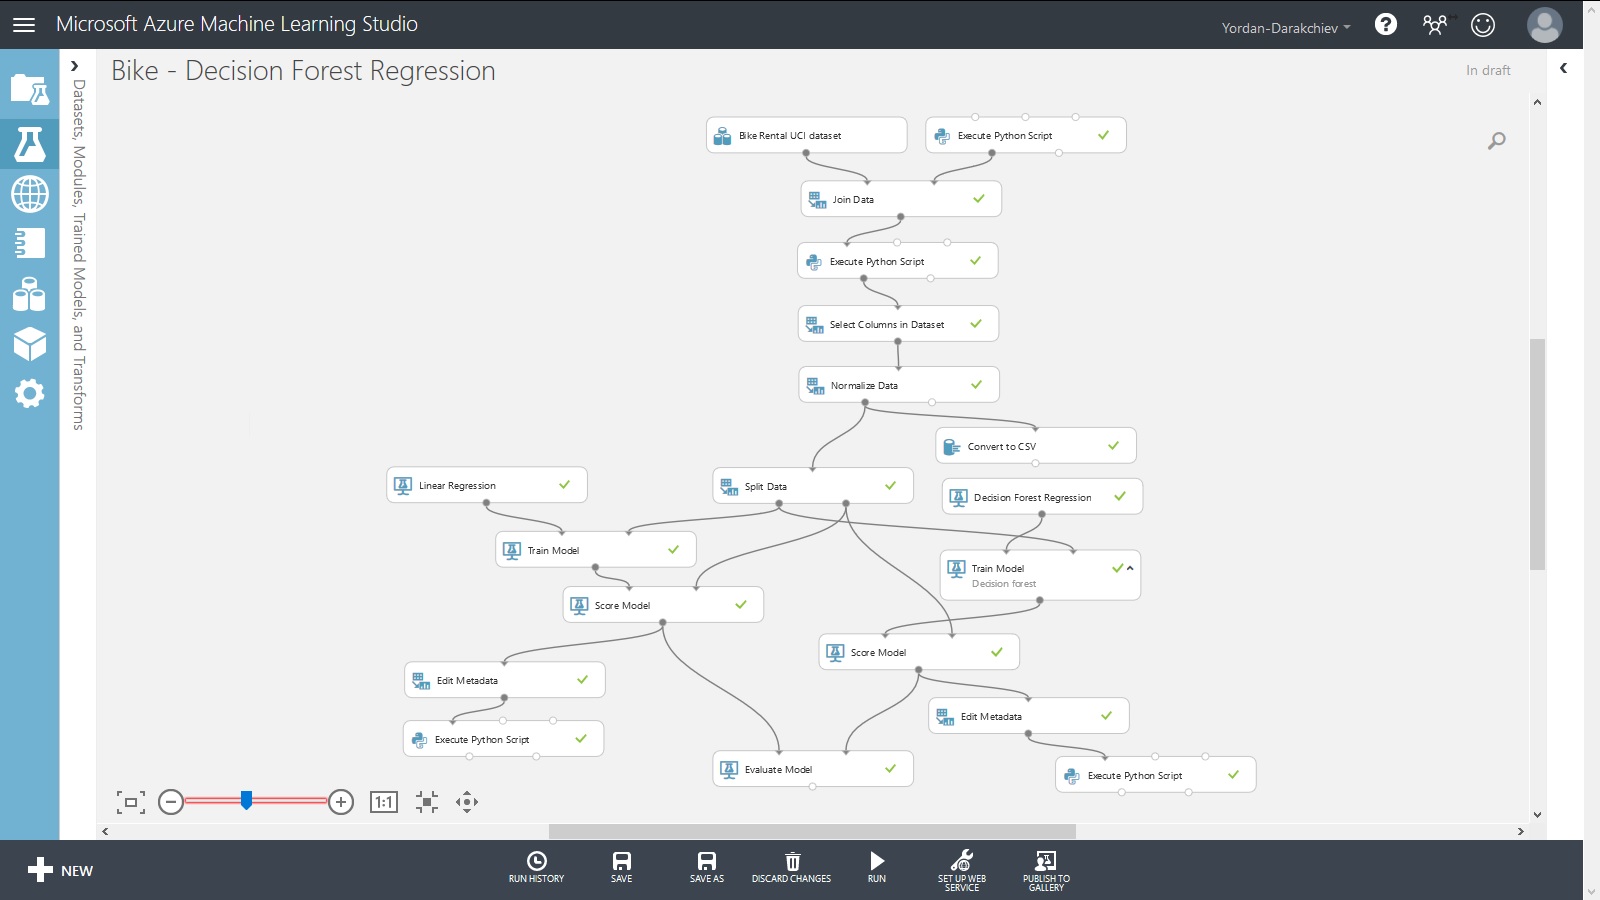 Microsoft Azure Machine Learning Studio
Yordan-Darakchiev
?
Datasets, Modules, Trained Models, and Transforms
Bike - Decision Forest Regression
In draft
Bike Rental UCI dataset
Execute Python Script
Join Data
Execute Python Script
Select Columns in Dataset
Normalize Data
Convert to CSV
Linear Regression
Split Data
Decision Forest Regression
Train Model
Train Model
Decision forest
Score Model
Score Model
Edit Metadata
Edit Metadata
Execute Python Script
Evaluate Model
Execute Python Script
1:1
NEW
RUN HISTORY
SAVE
SAVE AS
DISCARD CHANGES
RUN
SET UP WEB
SERVICE
PUBLISH TO
GALLERY